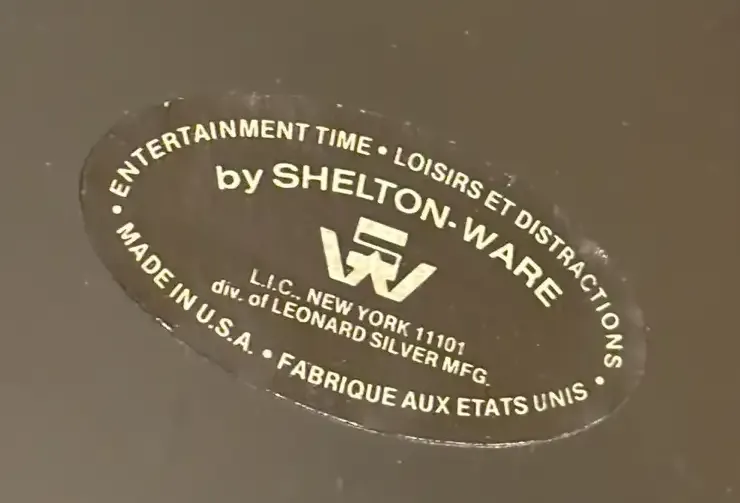 • ENTERTAINMENT TIME • LOISIRS ET DISTRACTIONS •
by SHELTON-WARE
SW
L.I.C., NEW YORK 11101
div. of LEONARD SILVER MFG.
MADE IN U.S.A. • FABRIQUE AUX ETATS UNIS